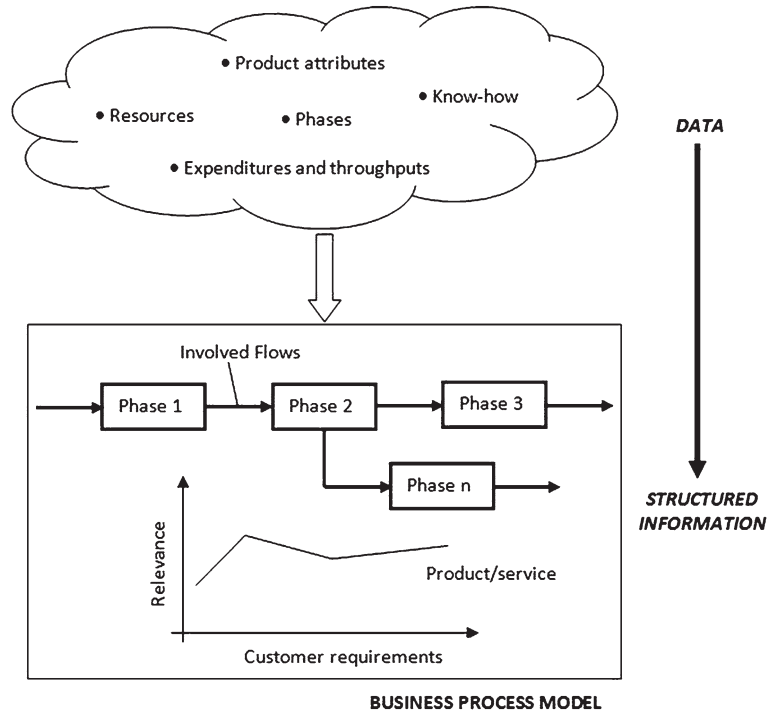 • Product attributes
• Know-how
• Resources
• Phases
DATA
• Expenditures and throughputs
Involved Flows
Phase 1
Phase 2
Phase 3
Phase n
STRUCTURED
INFORMATION
Relevance
Product/service
Customer requirements
BUSINESS PROCESS MODEL